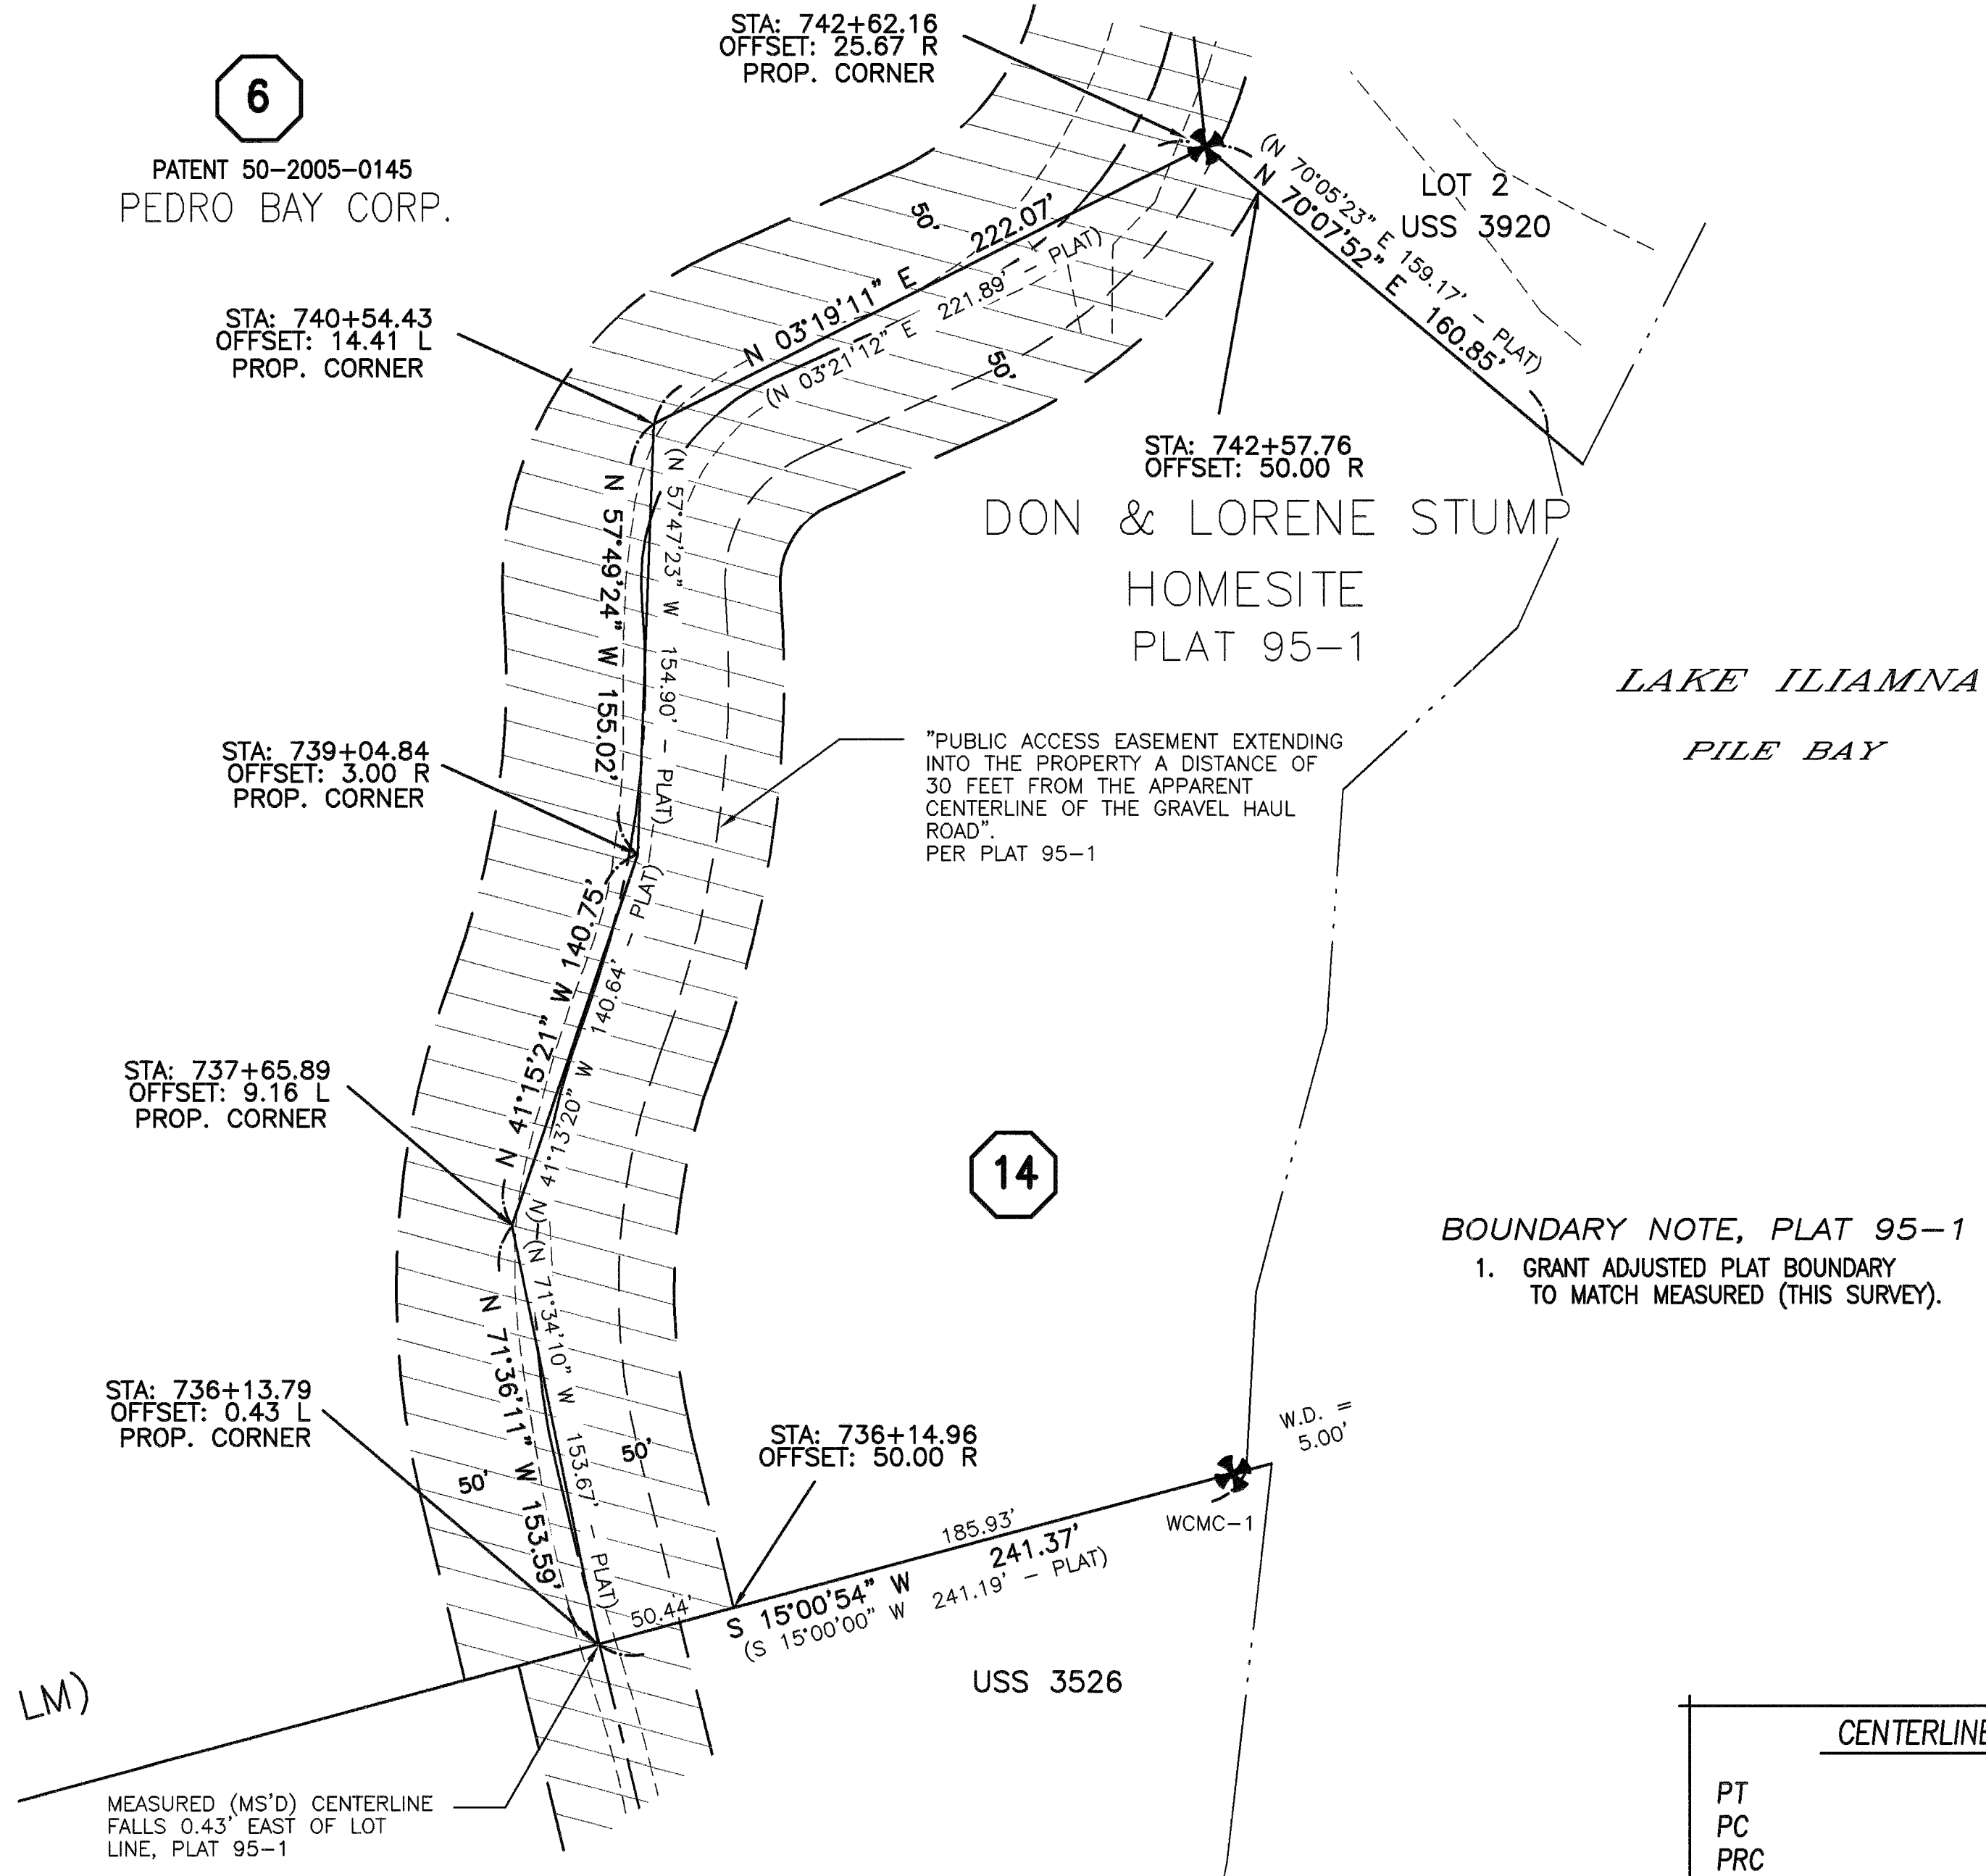 STA: 742+62.16
OFFSET: 25.67 R
PROP. CORNER
6
PATENT 50-2005-0145
PEDRO BAY CORP.
(N 70°05'23" E 159.17' - PLAT)
N 70°07'52" E 160.85'
LOT 2
USS 3920
50'
N 03°19'11" E 222.07'
(N 03°21'12" E 221.89' - PLAT)
50'
STA: 740+54.43
OFFSET: 14.41 L
PROP. CORNER
STA: 742+57.76
OFFSET: 50.00 R
N 57°49'24" W 155.02'
(N 57°47'23" W 154.90' - PLAT)
DON & LORENE STUMP
HOMESITE
PLAT 95-1
LAKE ILIAMNA
PILE BAY
"PUBLIC ACCESS EASEMENT EXTENDING
INTO THE PROPERTY A DISTANCE OF
30 FEET FROM THE APPARENT
CENTERLINE OF THE GRAVEL HAUL
ROAD".
PER PLAT 95-1
STA: 739+04.84
OFFSET: 3.00 R
PROP. CORNER
N 41°15'21" W 140.75'
(N 41°13'20" W 140.64' - PLAT)
STA: 737+65.89
OFFSET: 9.16 L
PROP. CORNER
14
BOUNDARY NOTE, PLAT 95-1
1. GRANT ADJUSTED PLAT BOUNDARY
TO MATCH MEASURED (THIS SURVEY).
N 71°36'11" W 153.59'
(N 71°34'10" W 153.67' - PLAT)
STA: 736+13.79
OFFSET: 0.43 L
PROP. CORNER
50'
50'
STA: 736+14.96
OFFSET: 50.00 R
W.D. =
5.00'
WCMC-1
185.93'
50.44'
S 15°00'54" W 241.37'
(S 15°00'00" W 241.19' - PLAT)
USS 3526
LM)
MEASURED (MS'D) CENTERLINE
FALLS 0.43' EAST OF LOT
LINE, PLAT 95-1
CENTERLINE
PT
PC
PRC